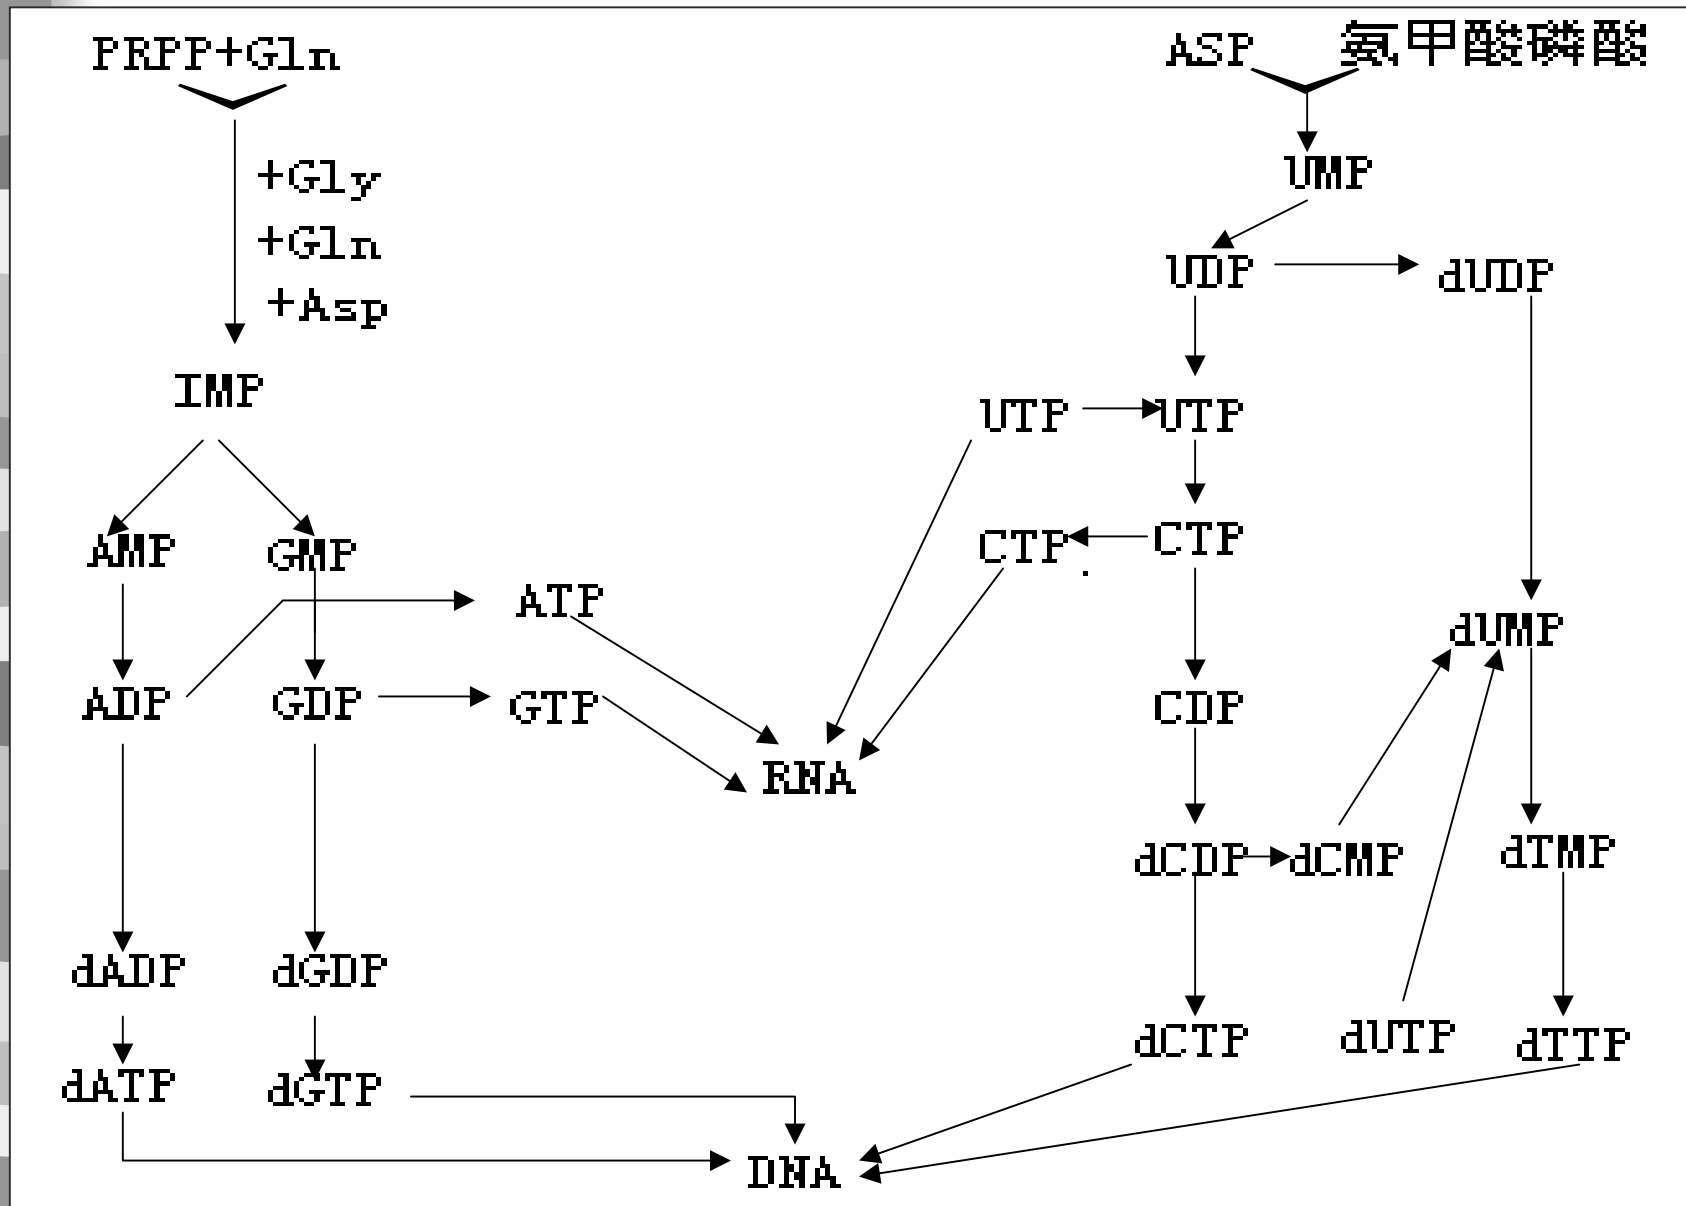 PRPP+Gln
ASP 氨甲酸磷酸
+Gly
UMP
+Gln
UDP dUDP
+Asp
IMP
UTP UTP
AMP GMP CTP CTP
ATP
dUMP
ADP GDP GTP CDP
RNA
dCDP dCMP dTMP
dADP dGDP
dCTP dUTP dTTP
dATP dGTP
DNA